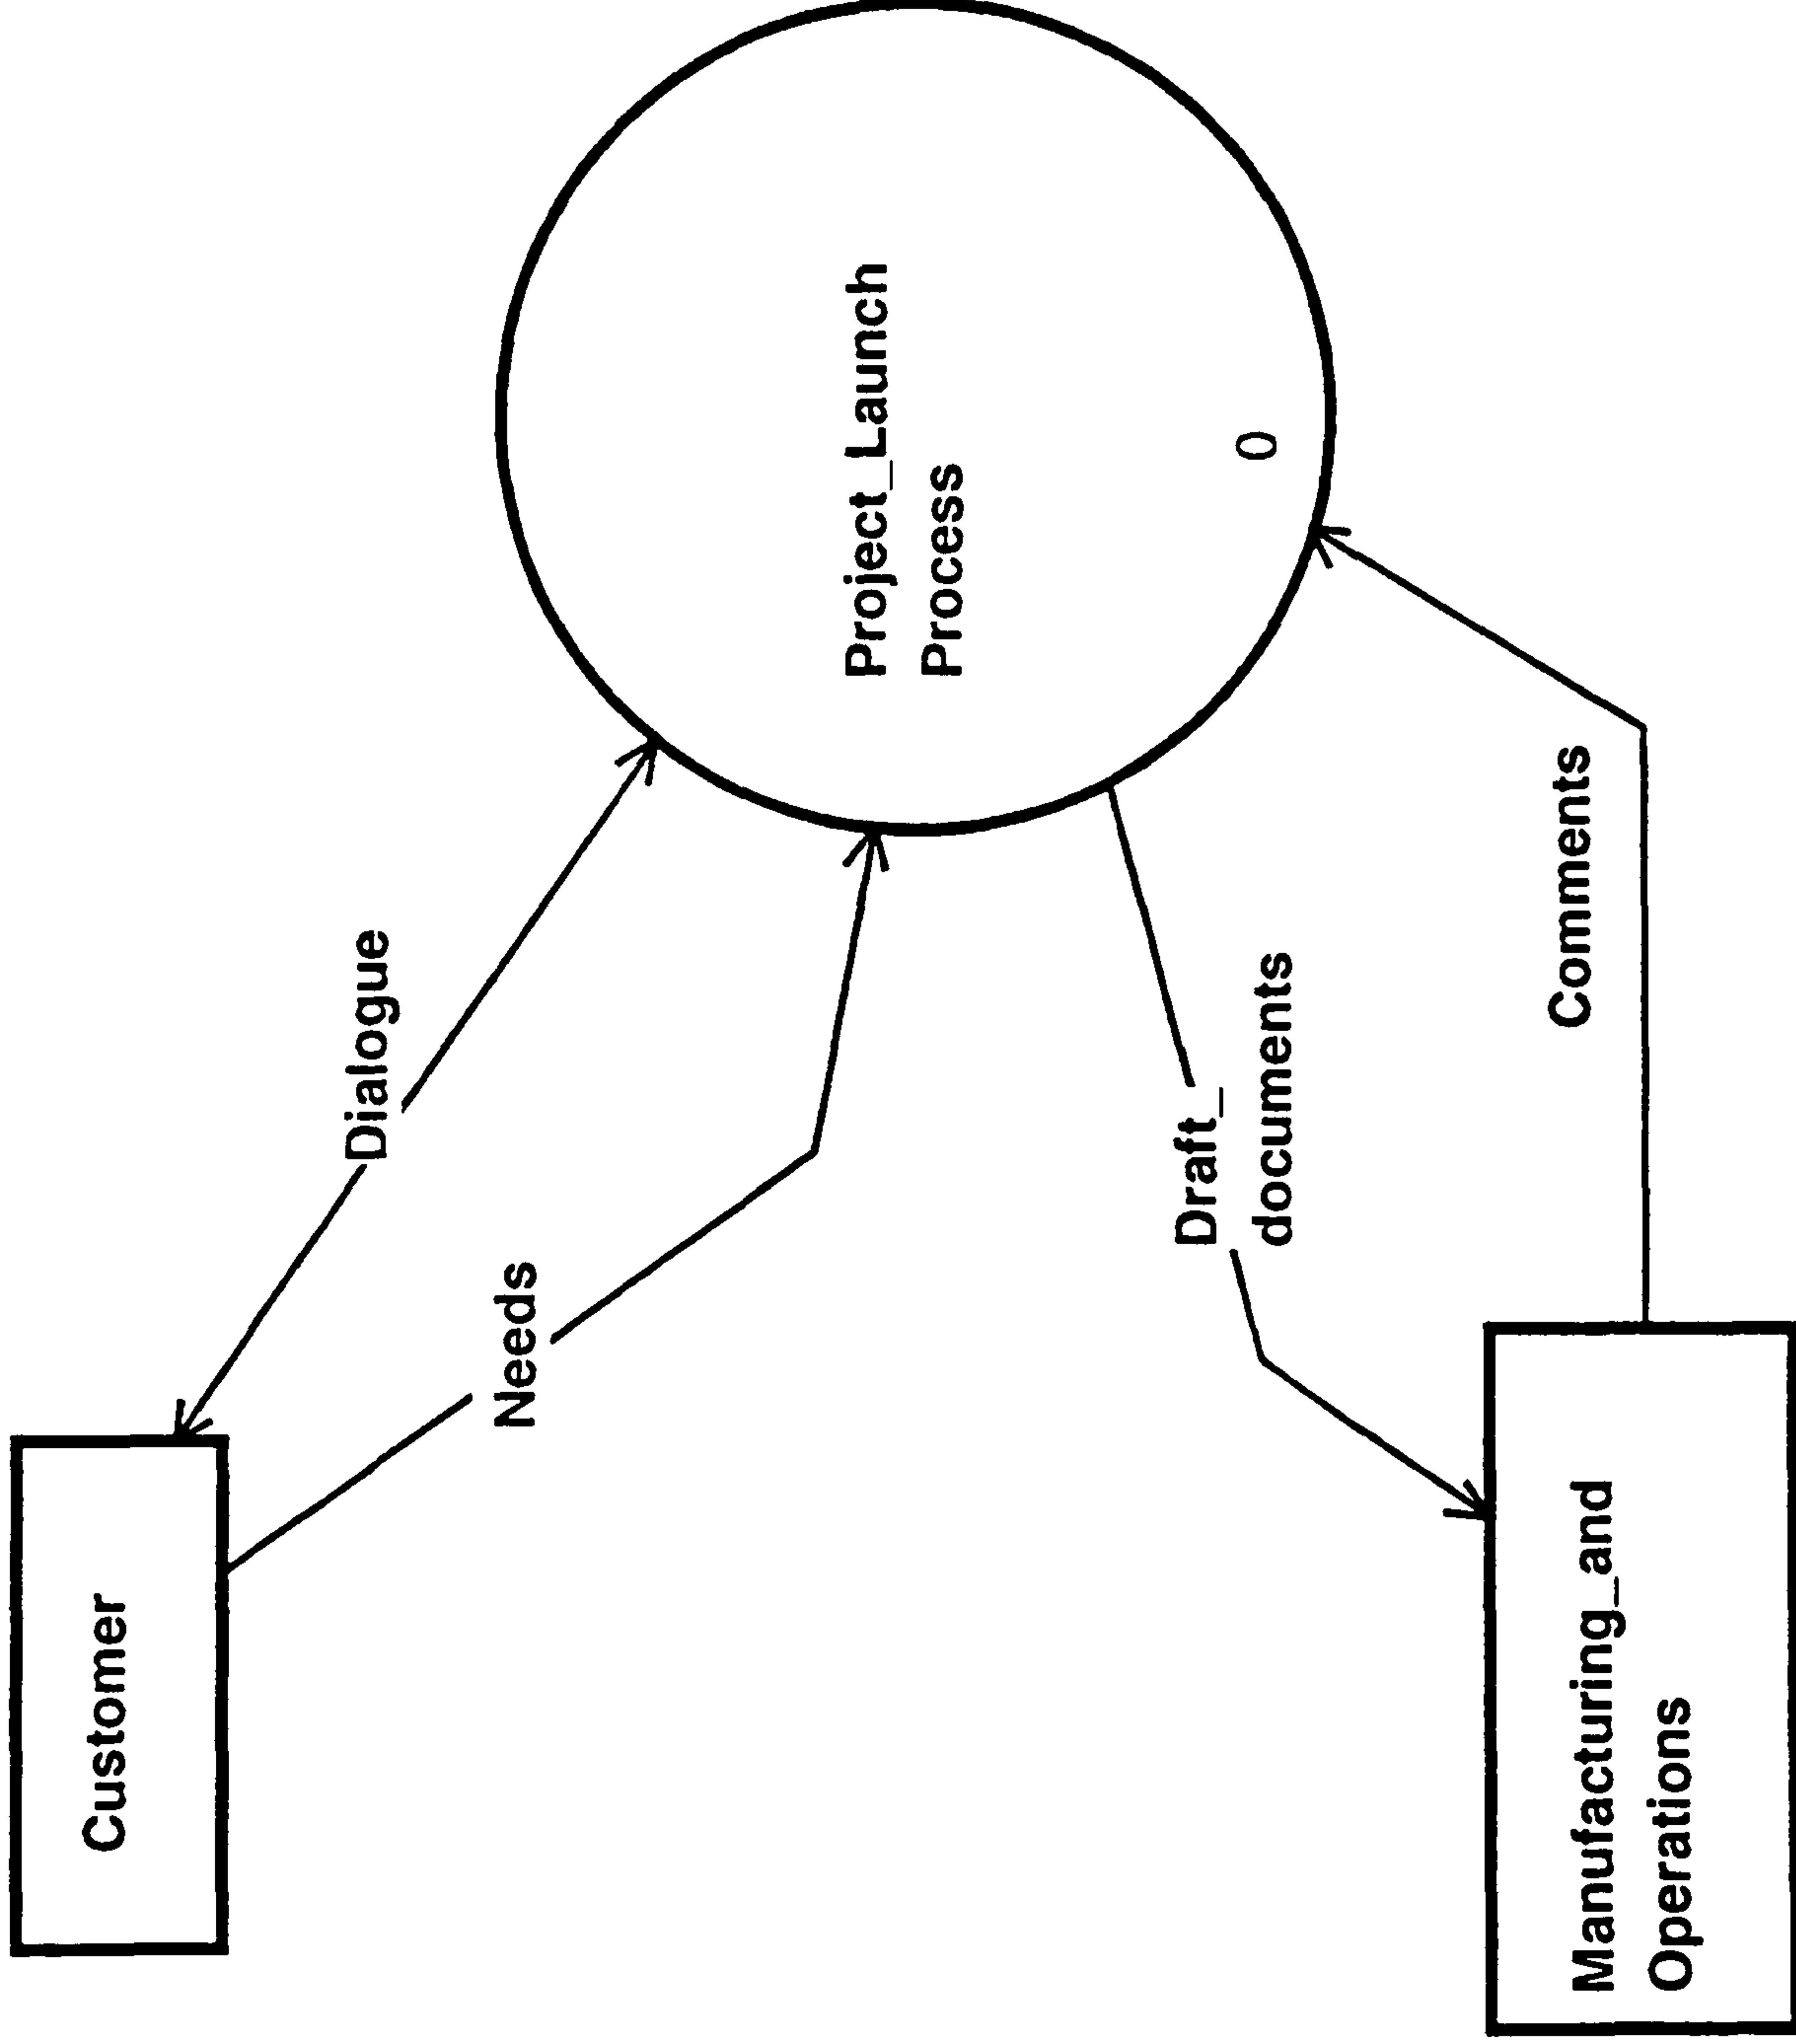 Customer
Dialogue
Needs
Project_Launch
Process
0
Draft_
documents
Comments
Manufacturing_and
Operations